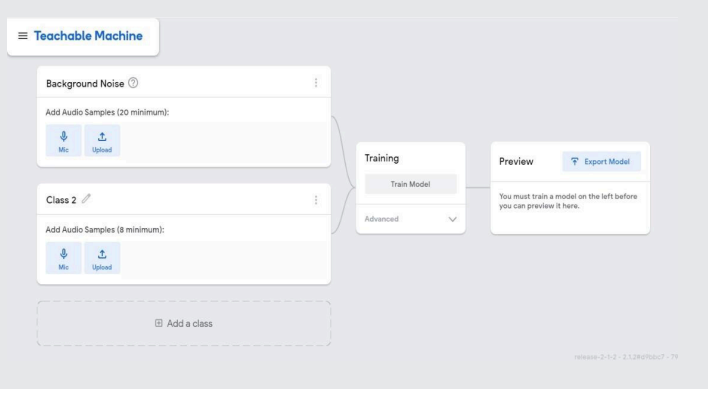 Teachable Machine
Background Noise
Add Audio Samples (20 minimum):
Mic
Upload
Class 2
Add Audio Samples (8 minimum):
Mic
Upload
Add a class
Training
Train Model
Advanced
Preview
Export Model
You must train a model on the left before
you can preview it here.